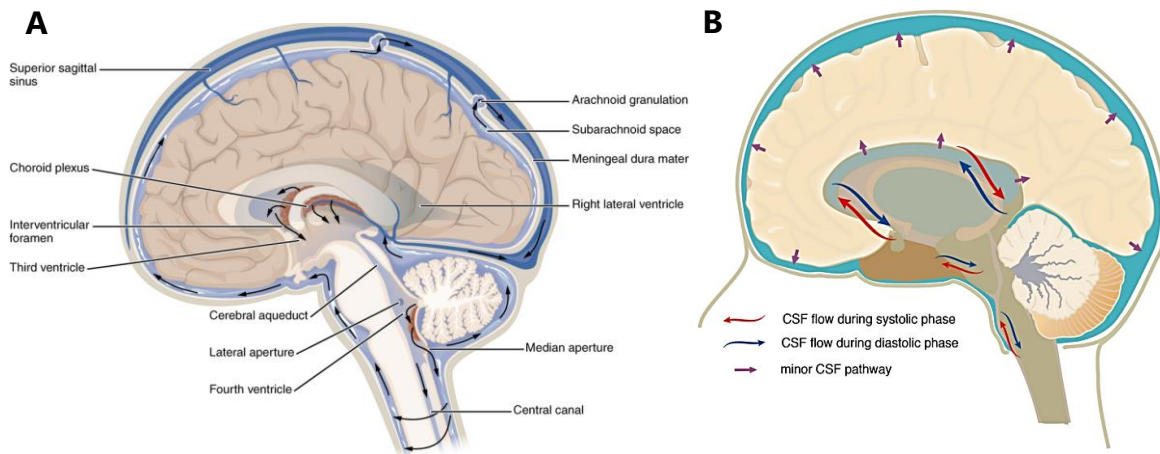 A
Superior sagittal
sinus
Choroid plexus
Interventricular
foramen
Third ventricle
Cerebral aqueduct
Lateral aperture
Fourth ventricle
Arachnoid granulation
Subarachnoid space
Meningeal dura mater
Right lateral ventricle
Median aperture
Central canal
B
CSF flow during systolic phase
CSF flow during diastolic phase
minor CSF pathway